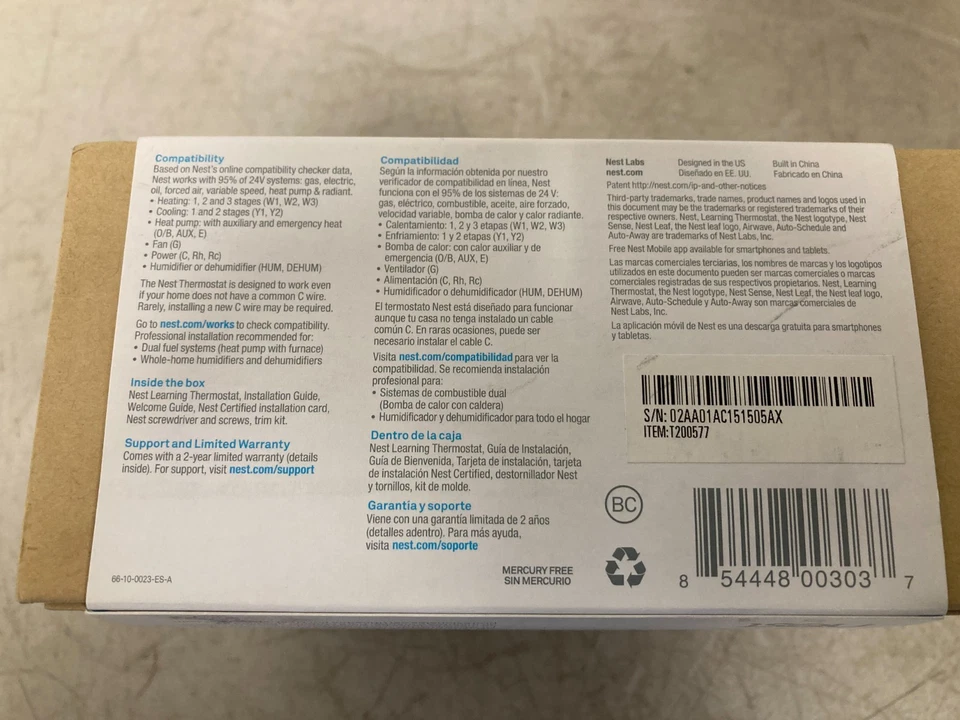 Compatibility
Based on Nest's online compatibility checker data,
Nest works with 95% of 24V systems: gas, electric,
oil, forced air, variable speed, heat pump & radiant.
• Heating: 1, 2 and 3 stages (W1, W2, W3)
• Cooling: 1 and 2 stages (Y1, Y2)
• Heat pump: with auxiliary and emergency heat
(O/B, AUX, E)
• Fan (G)
• Power (C, Rh, Rc)
• Humidifier or dehumidifier (HUM, DEHUM)
The Nest Thermostat is designed to work even
if your home does not have a common C wire.
Rarely, installing a new C wire may be required.
Go to nest.com/works to check compatibility.
Professional installation recommended for:
• Dual fuel systems (heat pump with furnace)
• Whole-home humidifiers and dehumidifiers
Inside the box
Nest Learning Thermostat, Installation Guide,
Welcome Guide, Nest Certified installation card,
Nest screwdriver and screws, trim kit.
Support and Limited Warranty
Comes with a 2-year limited warranty (details
inside). For support, visit nest.com/support
66-10-0023-ES-A
Compatibilidad
Según la información obtenida por nuestro
verificador de compatibilidad en línea, Nest
funciona con el 95% de los sistemas de 24 V:
gas, eléctrico, combustible, aceite, aire forzado,
velocidad variable, bomba de calor y calor radiante.
• Calentamiento: 1, 2 y 3 etapas (W1, W2, W3)
• Enfriamiento: 1 y 2 etapas (Y1, Y2)
• Bomba de calor: con calor auxiliar y de
emergencia (O/B, AUX, E)
• Ventilador (G)
• Alimentación (C, Rh, Rc)
• Humidificador o dehumidificador (HUM, DEHUM)
El termostato Nest está diseñado para funcionar
aunque tu casa no tenga instalado un cable
común C. En raras ocasiones, puede ser
necesario instalar el cable C.
Visita nest.com/compatibilidad para ver la
compatibilidad. Se recomienda instalación
profesional para:
• Sistemas de combustible dual
(Bomba de calor con caldera)
• Humidificador y dehumidificador para todo el hogar
Dentro de la caja
Nest Learning Thermostat, Guía de Instalación,
Guía de Bienvenida, Tarjeta de instalación, tarjeta
de instalación Nest Certified, destornillador Nest
y tornillos, kit de molde.
Garantía y soporte
Viene con una garantía limitada de 2 años
(detalles adentro). Para más ayuda,
visita nest.com/soporte
MERCURY FREE
SIN MERCURIO
Nest Labs Designed in the US Built in China
nest.com Diseñado en EE. UU. Fabricado en China
Patent http://nest.com/ip-and-other-notices
Third-party trademarks, trade names, product names and logos used in
this document may be the trademarks or registered trademarks of their
respective owners. Nest, Learning Thermostat, the Nest logotype, Nest
Sense, Nest Leaf, the Nest leaf logo, Airwave, Auto-Schedule and
Auto-Away are trademarks of Nest Labs, Inc.
Free Nest Mobile app available for smartphones and tablets.
Las marcas comerciales terciarias, los nombres de marcas y los logotipos
utilizados en este documento pueden ser marcas comerciales o marcas
comerciales registradas de sus respectivos propietarios. Nest, Learning
Thermostat, the Nest logotype, Nest Sense, Nest Leaf, the Nest leaf logo,
Airwave, Auto-Schedule y Auto-Away son marcas comerciales de
Nest Labs, Inc.
La aplicación móvil de Nest es una descarga gratuita para smartphones
y tabletas.
S/N: 02AA01AC151505AX
ITEM:T200577
BC
8 54448 00303 7